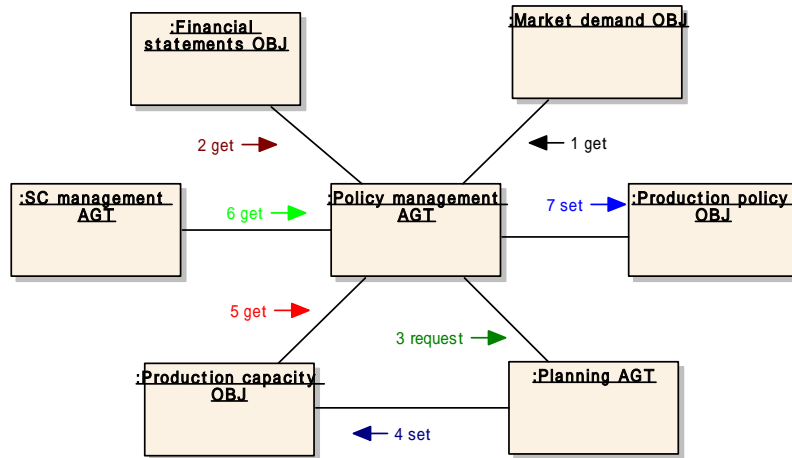 :Financial
statements OBJ
:Market demand OBJ
2 get
1 get
:SC management
AGT
6 get
:Policy management
AGT
7 set
:Production policy
OBJ
5 get
3 request
:Production capacity
OBJ
:Planning AGT
4 set